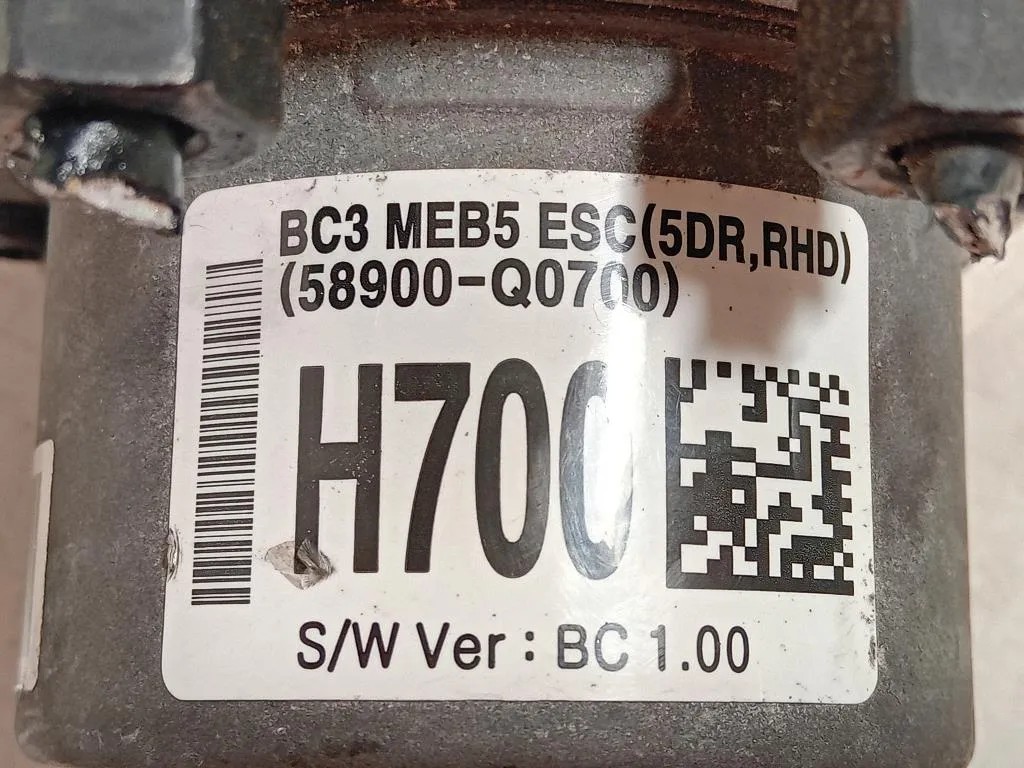 BC3 MEB5 ESC(5DR,RHD)
(58900-Q0700)
H700
S/W Ver : BC 1.00